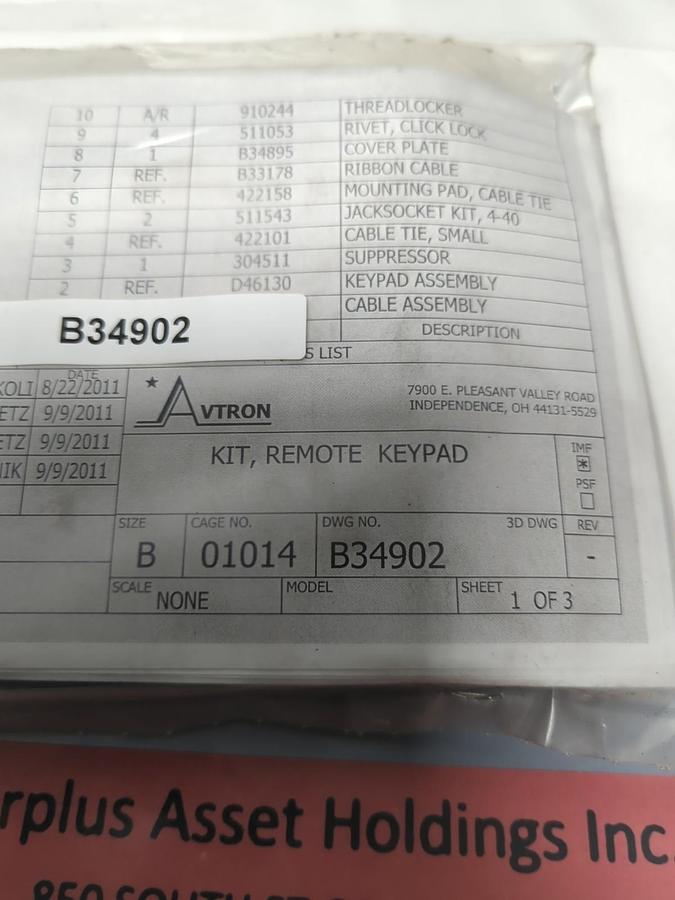 10 A/R 910244 THREADLOCKER
9 4 511053 RIVET, CLICK LOCK
8 1 B34895 COVER PLATE
7 REF. B33178 RIBBON CABLE
6 REF. 422158 MOUNTING PAD, CABLE TIE
5 2 511543 JACKSOCKET KIT, 4-40
4 REF. 422101 CABLE TIE, SMALL
3 1 304511 SUPPRESSOR
2 REF. D46130 KEYPAD ASSEMBLY
CABLE ASSEMBLY
B34902
DESCRIPTION
S LIST
DATE
KOLI 8/22/2011
ETZ 9/9/2011
ETZ 9/9/2011
NIK 9/9/2011
★ AVTRON
7900 E. PLEASANT VALLEY ROAD
INDEPENDENCE, OH 44131-5529
KIT, REMOTE KEYPAD
IMF
*
PSF
SIZE CAGE NO. DWG NO. 3D DWG REV
B 01014 B34902 -
SCALE NONE MODEL SHEET 1 OF 3
rplus Asset Holdings Inc.